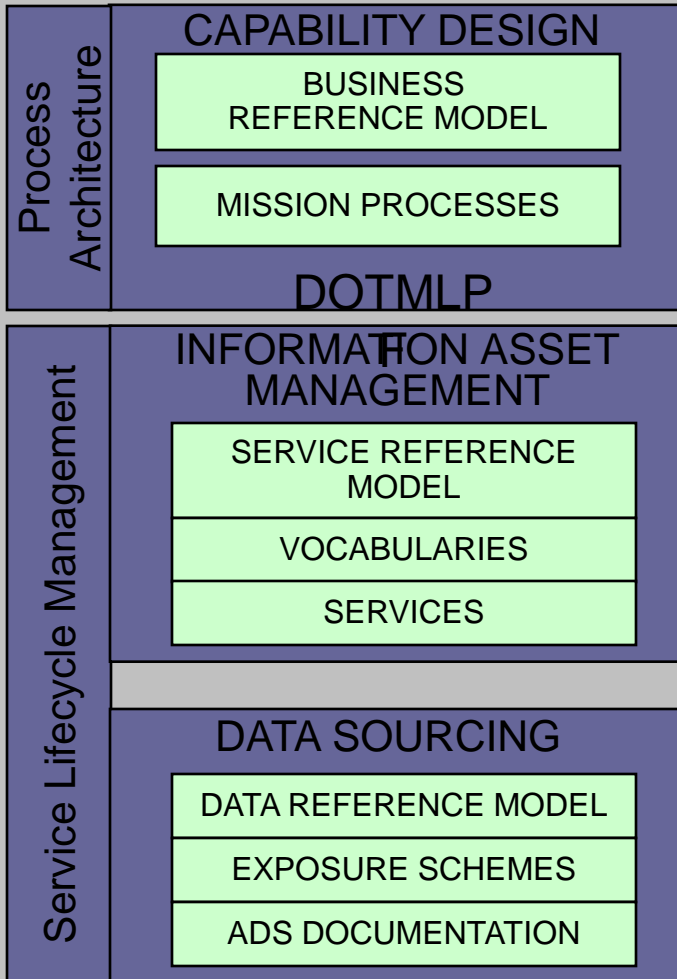 Process
Architecture
CAPABILITY DESIGN
BUSINESS
REFERENCE MODEL
MISSION PROCESSES
DOTMLP
F
Service Lifecycle Management
INFORMATION ASSET
MANAGEMENT
SERVICE REFERENCE
MODEL
VOCABULARIES
SERVICES
DATA SOURCING
DATA REFERENCE MODEL
EXPOSURE SCHEMES
ADS DOCUMENTATION